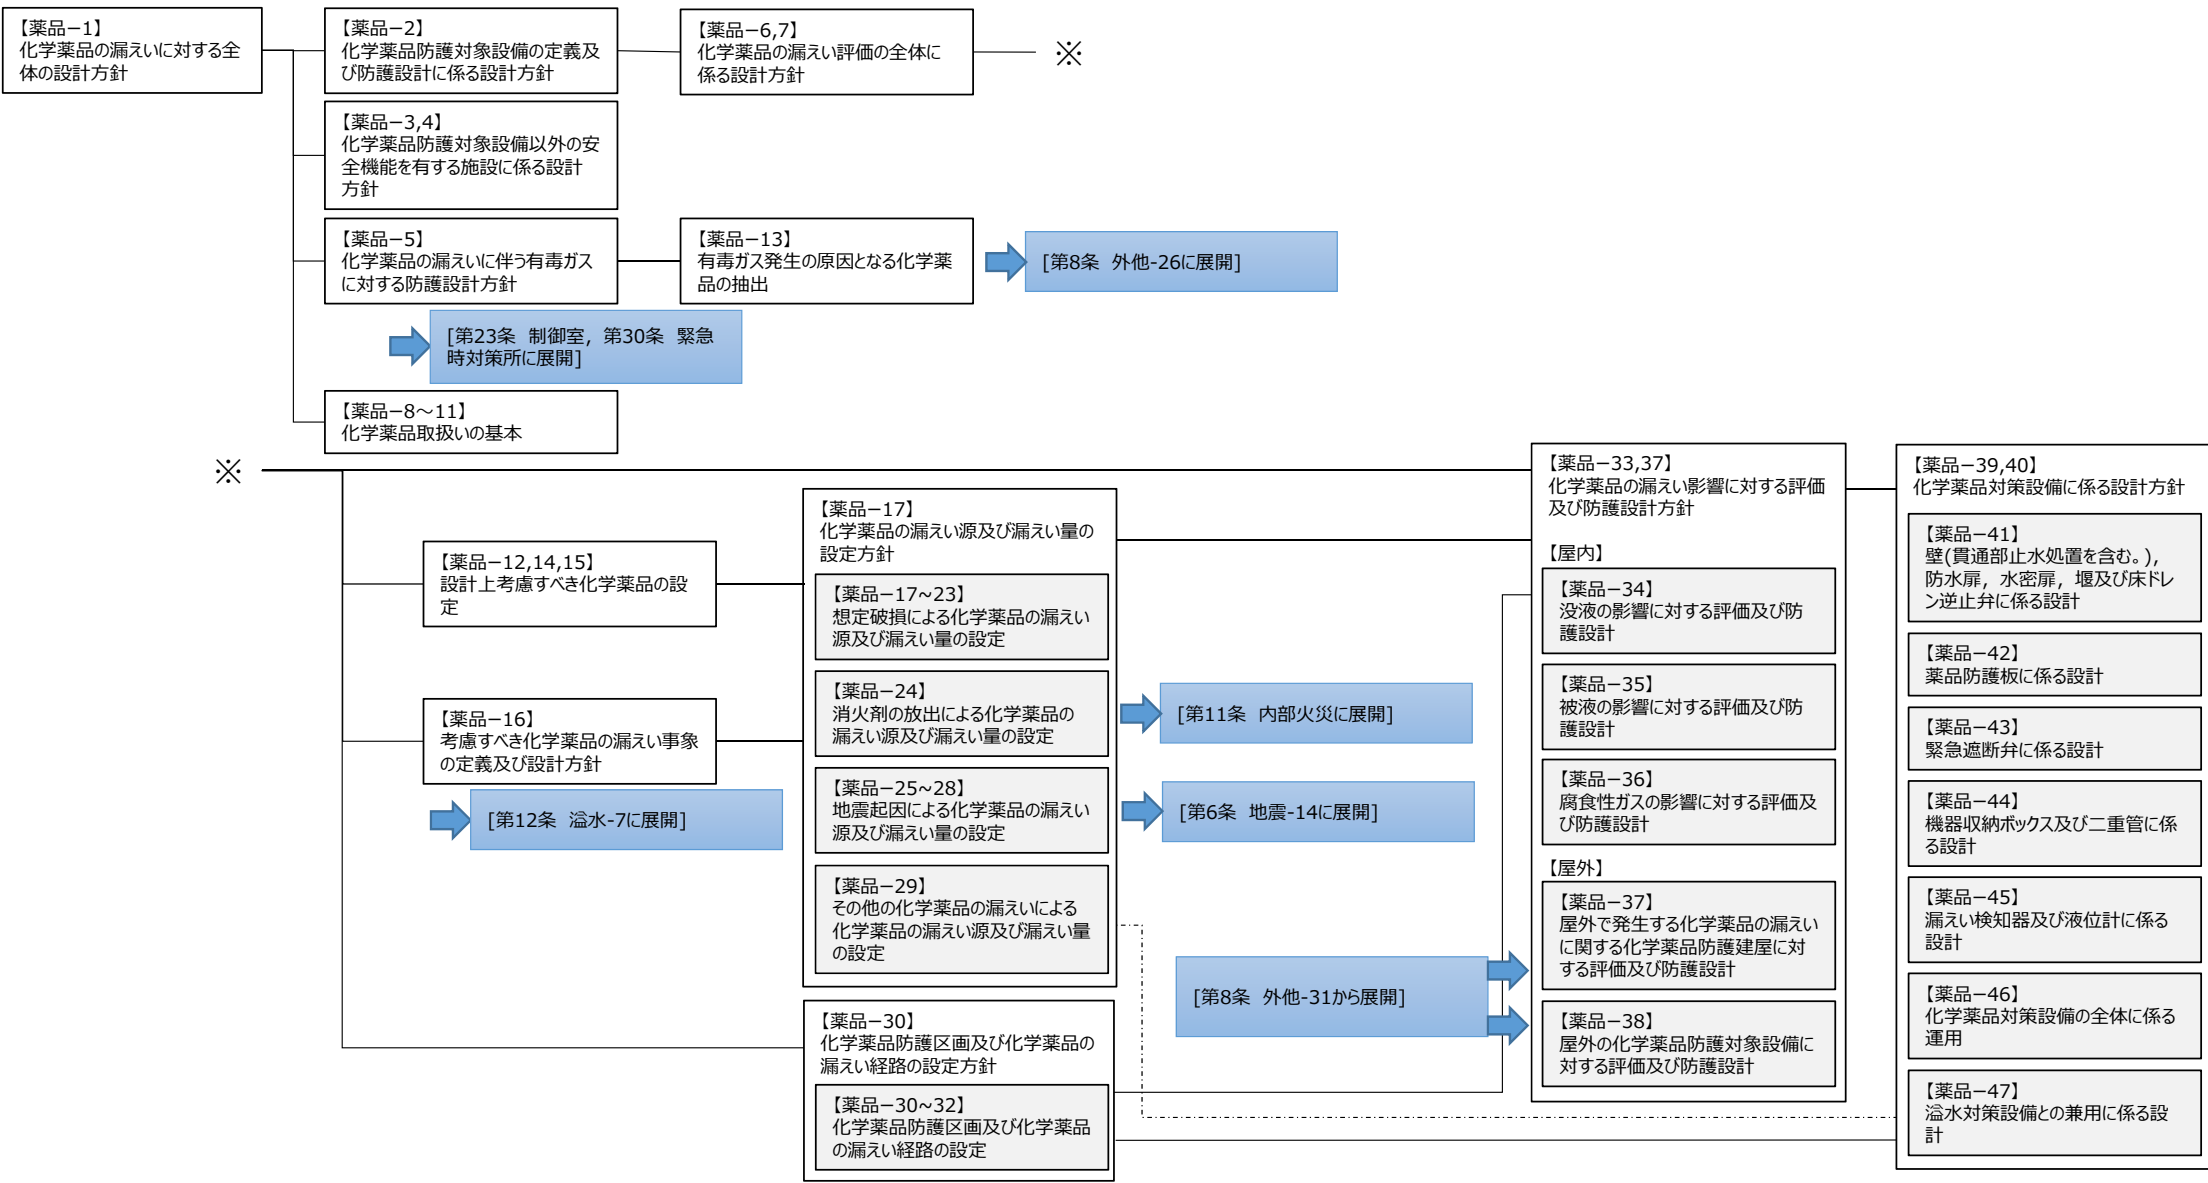 【薬品−1】
化学薬品の漏えいに対する全
体の設計方針
【薬品−2】
化学薬品防護対象設備の定義及
び防護設計に係る設計方針
【薬品−6,7】
化学薬品の漏えい評価の全体に
係る設計方針
※
【薬品−3,4】
化学薬品防護対象設備以外の安
全機能を有する施設に係る設計
方針
【薬品−5】
化学薬品の漏えいに伴う有毒ガス
に対する防護設計方針
【薬品−13】
有毒ガス発生の原因となる化学薬
品の抽出
[第8条 外他-26に展開]
[第23条 制御室, 第30条 緊急
時対策所に展開]
【薬品−8～11】
化学薬品取扱いの基本
※
【薬品−12,14,15】
設計上考慮すべき化学薬品の設
定
【薬品−16】
考慮すべき化学薬品の漏えい事象
の定義及び設計方針
[第12条 溢水-7に展開]
【薬品−17】
化学薬品の漏えい源及び漏えい量の
設定方針
【薬品−17~23】
想定破損による化学薬品の漏えい
源及び漏えい量の設定
【薬品−24】
消火剤の放出による化学薬品の
漏えい源及び漏えい量の設定
【薬品−25~28】
地震起因による化学薬品の漏えい
源及び漏えい量の設定
【薬品−29】
その他の化学薬品の漏えいによる
化学薬品の漏えい源及び漏えい量
の設定
[第11条 内部火災に展開]
[第6条 地震-14に展開]
【薬品−30】
化学薬品防護区画及び化学薬品の
漏えい経路の設定方針
【薬品−30~32】
化学薬品防護区画及び化学薬品
の漏えい経路の設定
[第8条 外他-31から展開]
【薬品−33,37】
化学薬品の漏えい影響に対する評価
及び防護設計方針
【屋内】
【薬品−34】
没液の影響に対する評価及び防
護設計
【薬品−35】
被液の影響に対する評価及び防
護設計
【薬品−36】
腐食性ガスの影響に対する評価及
び防護設計
【屋外】
【薬品−37】
屋外で発生する化学薬品の漏えい
に関する化学薬品防護建屋に対
する評価及び防護設計
【薬品−38】
屋外の化学薬品防護対象設備に
対する評価及び防護設計
【薬品−39,40】
化学薬品対策設備に係る設計方針
【薬品−41】
壁(貫通部止水処置を含む。),
防水扉, 水密扉, 堰及び床ドレ
ン逆止弁に係る設計
【薬品−42】
薬品防護板に係る設計
【薬品−43】
緊急遮断弁に係る設計
【薬品−44】
機器収納ボックス及び二重管に係
る設計
【薬品−45】
漏えい検知器及び液位計に係る
設計
【薬品−46】
化学薬品対策設備の全体に係る
運用
【薬品−47】
溢水対策設備との兼用に係る設
計